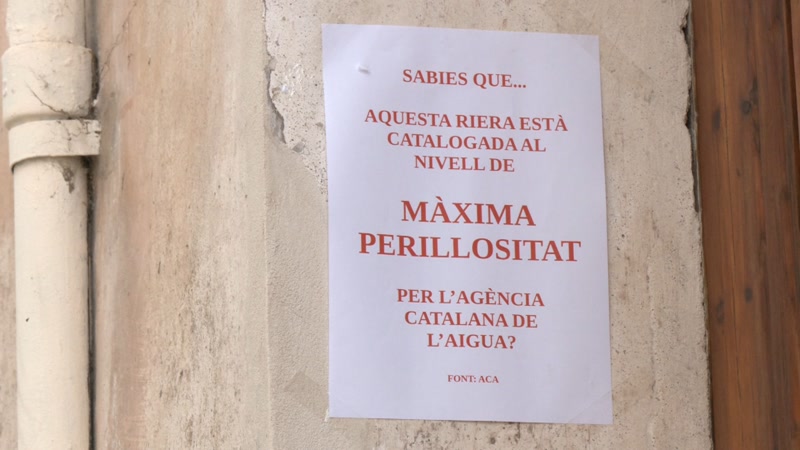 SABIES QUE...
AQUESTA RIERA ESTÀ
CATALOGADA AL
NIVELL DE
MÀXIMA
PERILLOSITAT
PER L’AGÈNCIA
CATALANA DE
L’AIGUA?
FONT: ACA